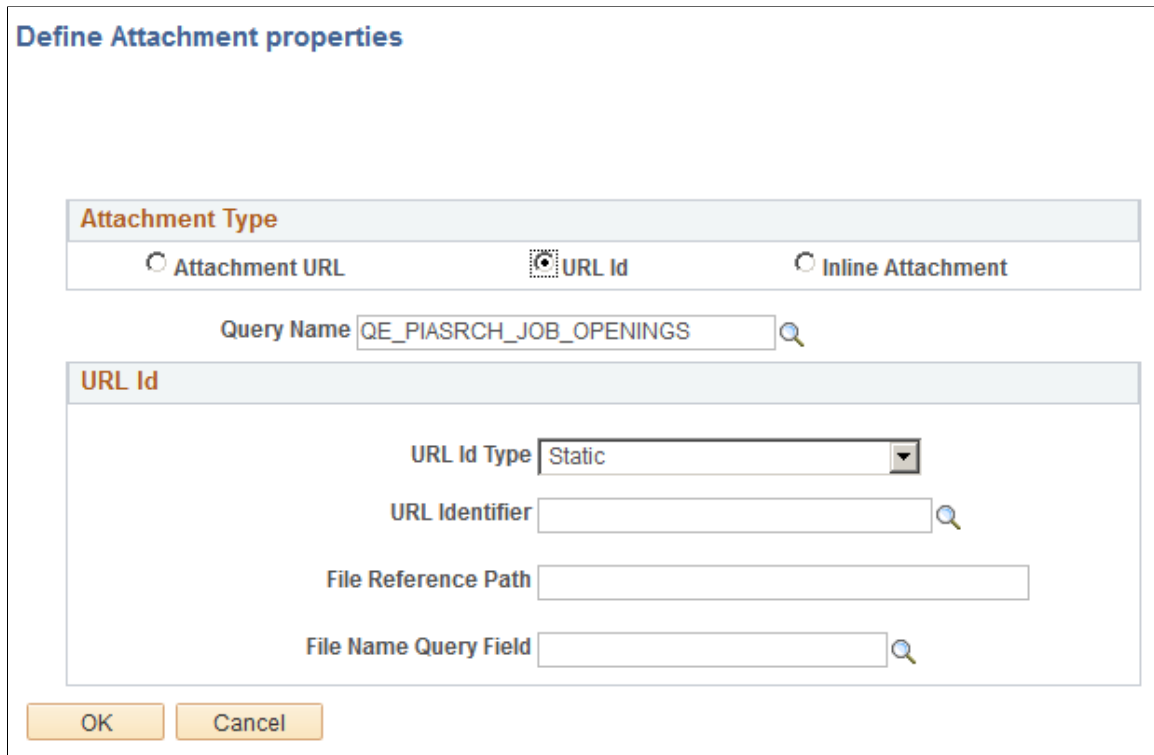 Define Attachment properties
Attachment Type
Attachment URL URL Id Inline Attachment
Query Name QE_PIASRCH_JOB_OPENINGS
URL Id
URL Id Type Static
URL Identifier
File Reference Path
File Name Query Field
OK Cancel